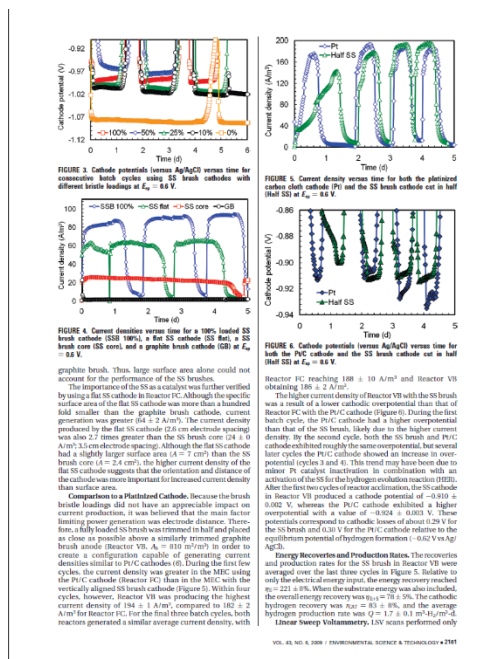 -0.92
-0.97
-1.02
-1.07
-1.12
Cathode potential (V)
100% 50% 25% 10% 0%
0 1 2 3 4 5
Time (d)
FIGURE 3. Cathode potentials (versus Ag/AgCl) versus time for
consecutive batch cycles using SS brush cathodes with
different bristle loadings at Eap = 0.6 V.
SSB 100% SS flat SS core GB
100
80
60
40
20
0
Current density (A/m²)
0 1 2 3 4 5
Time (d)
FIGURE 4. Current densities versus time for a 100% loaded SS
brush cathode (SSB 100%), a flat SS cathode (SS flat), a SS
brush core (SS core), and a graphite brush cathode (GB) at Eap
= 0.6 V.
graphite brush. Thus, large surface area alone could not
account for the performance of the SS brushes.
The importance of the SS as a catalyst was further verified
by using a flat SS cathode in Reactor FC. Although the specific
surface area of the flat SS cathode was more than a hundred
fold smaller than the graphite brush cathode, current
generation was greater (64 ± 2 A/m²). The current density
produced by the flat SS cathode (2.6 cm electrode spacing)
was also 2.7 times greater than the SS brush core (24 ± 0
A/m²; 3.5 cm electrode spacing). Although the flat SS cathode
had a slightly larger surface area (A = 7 cm²) than the SS
brush core (A = 2.4 cm²), the higher current density of the
flat SS cathode suggests that the orientation and distance of
the cathode was more important for increased current density
than surface area.
Comparison to a Platinized Cathode. Because the brush
bristle loadings did not have an appreciable impact on
current production, it was believed that the main factor
limiting power generation was electrode distance. There-
fore, a fully loaded SS brush was trimmed in half and placed
as close as possible above a similarly trimmed graphite
brush anode (Reactor VB, As = 810 m²/m³) in order to
create a configuration capable of generating current
densities similar to Pt/C cathodes (6). During the first few
cycles, the current density was greater in the MEC using
the Pt/C cathode (Reactor FC) than in the MEC with the
vertically aligned SS brush cathode (Figure 5). Within four
cycles, however, Reactor VB was producing the highest
current density of 194 ± 1 A/m², compared to 182 ± 2
A/m² for Reactor FC. For the final three batch cycles, both
reactors generated a similar average current density, with
200
160
120
80
40
0
Current density (A/m²)
Pt
Half SS
0 1 2 3 4 5
Time (d)
FIGURE 5. Current density versus time for both the platinized
carbon cloth cathode (Pt) and the SS brush cathode cut in half
(Half SS) at Eap = 0.6 V.
-0.86
-0.88
-0.90
-0.92
-0.94
Cathode potential (V)
Pt
Half SS
0 1 2 3 4 5
Time (d)
FIGURE 6. Cathode potentials (versus Ag/AgCl) versus time for
both the Pt/C cathode and the SS brush cathode cut in half
(Half SS) at Eap = 0.6 V.
Reactor FC reaching 188 ± 10 A/m³ and Reactor VB
obtaining 186 ± 2 A/m².
The higher current density of Reactor VB with the SS brush
was a result of a lower cathodic overpotential than that of
Reactor FC with the Pt/C cathode (Figure 6). During the first
batch cycle, the Pt/C cathode had a higher overpotential
than that of the SS brush, likely due to the higher current
density. By the second cycle, both the SS brush and Pt/C
cathode exhibited roughly the same overpotential, but several
later cycles the Pt/C cathode showed an increase in over-
potential (cycles 3 and 4). This trend may have been due to
minor Pt catalyst inactivation in combination with an
activation of the SS for the hydrogen evolution reaction (HER).
After the first two cycles of reactor acclimation, the SS cathode
in Reactor VB produced a cathode potential of -0.910 ±
0.002 V, whereas the Pt/C cathode exhibited a higher
overpotential with a value of -0.924 ± 0.003 V. These
potentials correspond to cathodic losses of about 0.29 V for
the SS brush and 0.30 V for the Pt/C cathode relative to the
equilibrium potential of hydrogen formation (-0.62 V vs Ag/
AgCl).
Energy Recoveries and Production Rates. The recoveries
and production rates for the SS brush in Reactor VB were
averaged over the last three cycles in Figure 5. Relative to
only the electrical energy input, the energy recovery reached
ηE = 221 ± 8%. When the substrate energy was also included,
the overall energy recovery was ηE+S = 78 ± 5%. The cathodic
hydrogen recovery was rcat = 83 ± 8%, and the average
hydrogen production rate was Q = 1.7 ± 0.1 m³-H₂/m³-d.
Linear Sweep Voltammetry. LSV scans performed only
VOL. 43, NO. 6, 2009 / ENVIRONMENTAL SCIENCE & TECHNOLOGY ▪ 2181